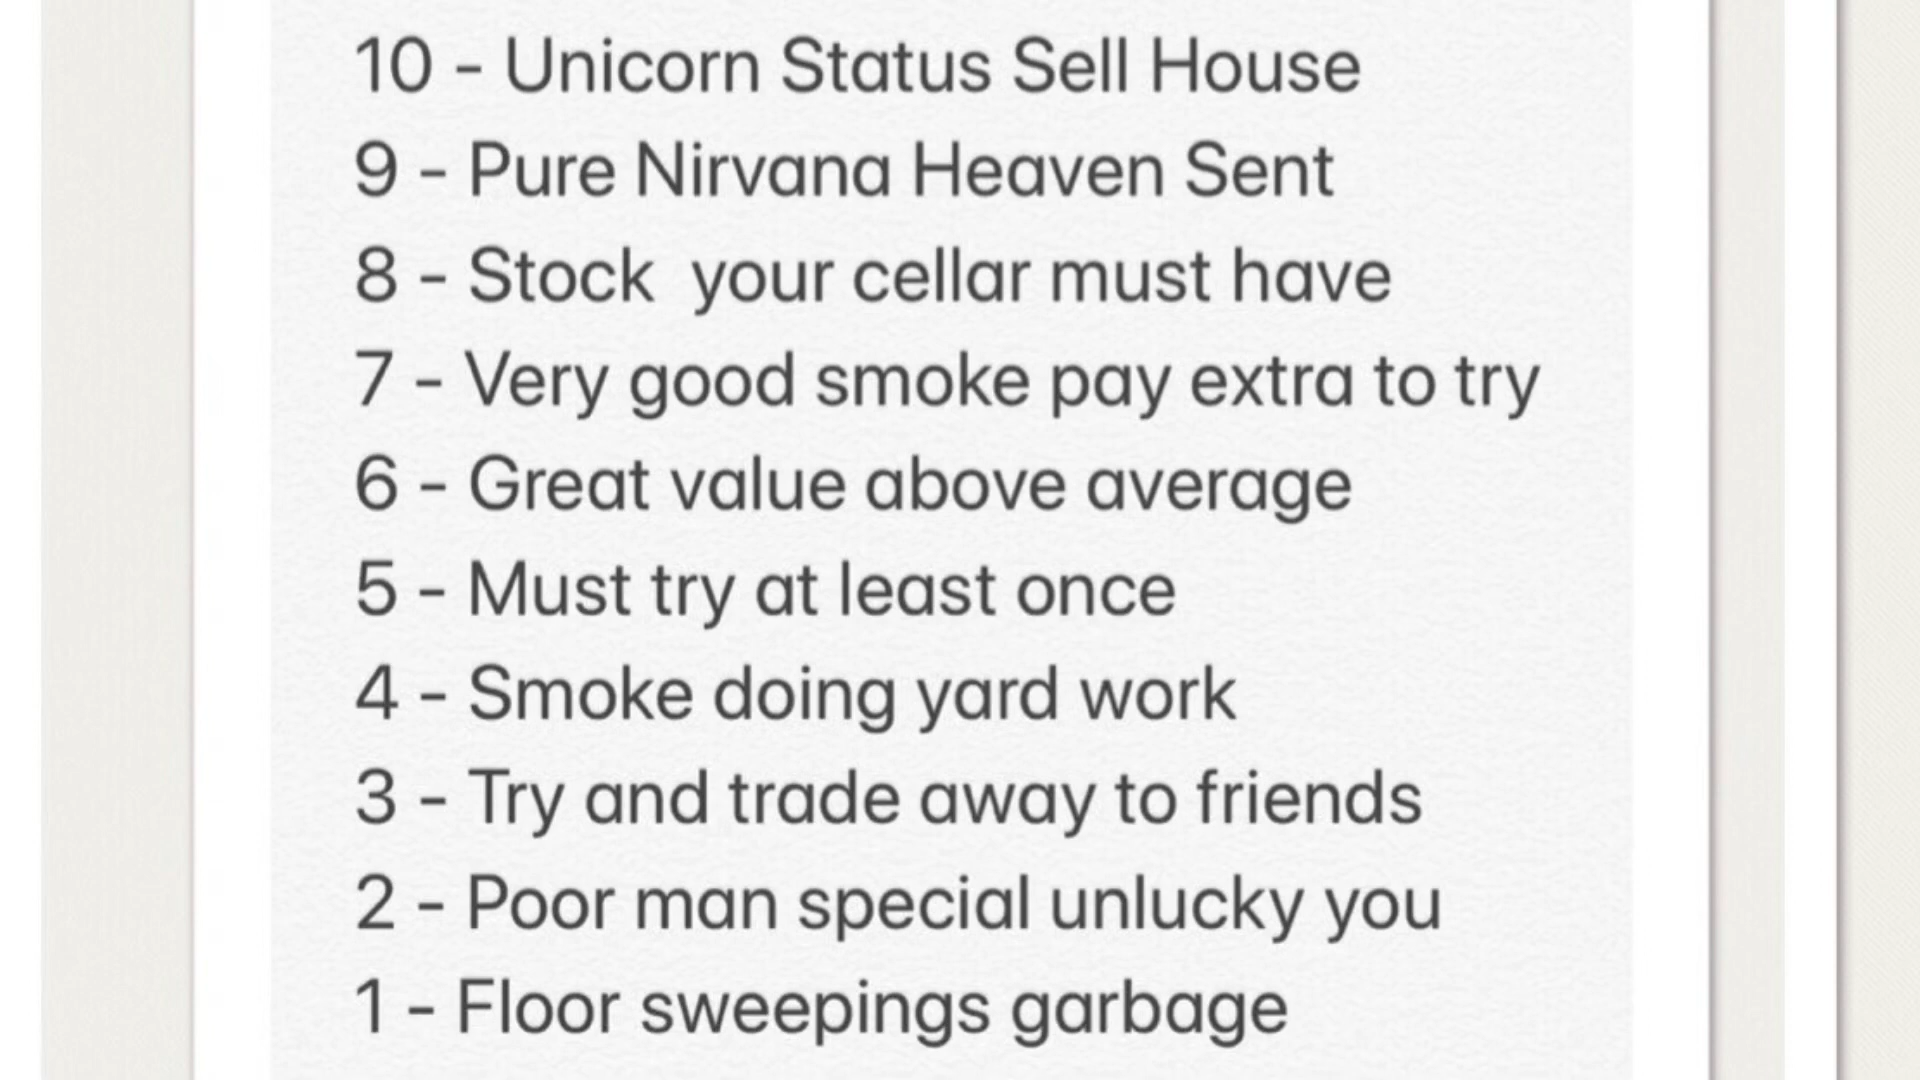 10 - Unicorn Status Sell House
9 - Pure Nirvana Heaven Sent
8 - Stock  your cellar must have
7 - Very good smoke pay extra to try
6 - Great value above average
5 - Must try at least once
4 - Smoke doing yard work
3 - Try and trade away to friends
2 - Poor man special unlucky you
1 - Floor sweepings garbage